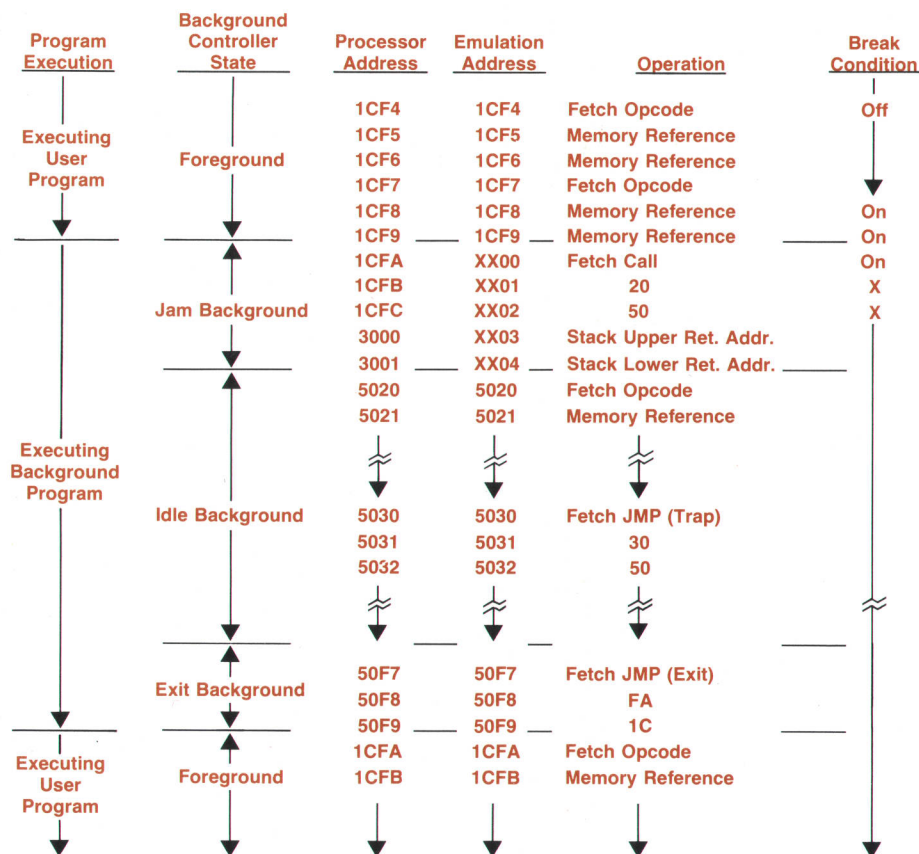 Program Execution Background Controller State Processor Address Emulation Address Operation Break Condition
1CF4 1CF4 Fetch Opcode Off
1CF5 1CF5 Memory Reference
1CF6 1CF6 Memory Reference
1CF7 1CF7 Fetch Opcode
1CF8 1CF8 Memory Reference On
1CF9 1CF9 Memory Reference On
Executing User Program
Foreground
1CFA XX00 Fetch Call On
1CFB XX01 20 X
1CFC XX02 50 X
3000 XX03 Stack Upper Ret. Addr.
3001 XX04 Stack Lower Ret. Addr.
Jam Background
5020 5020 Fetch Opcode
5021 5021 Memory Reference
Executing Background Program
Idle Background
5030 5030 Fetch JMP (Trap)
5031 5031 30
5032 5032 50
50F7 50F7 Fetch JMP (Exit)
50F8 50F8 FA
50F9 50F9 1C
Exit Background
1CFA 1CFA Fetch Opcode
1CFB 1CFB Memory Reference
Executing User Program
Foreground